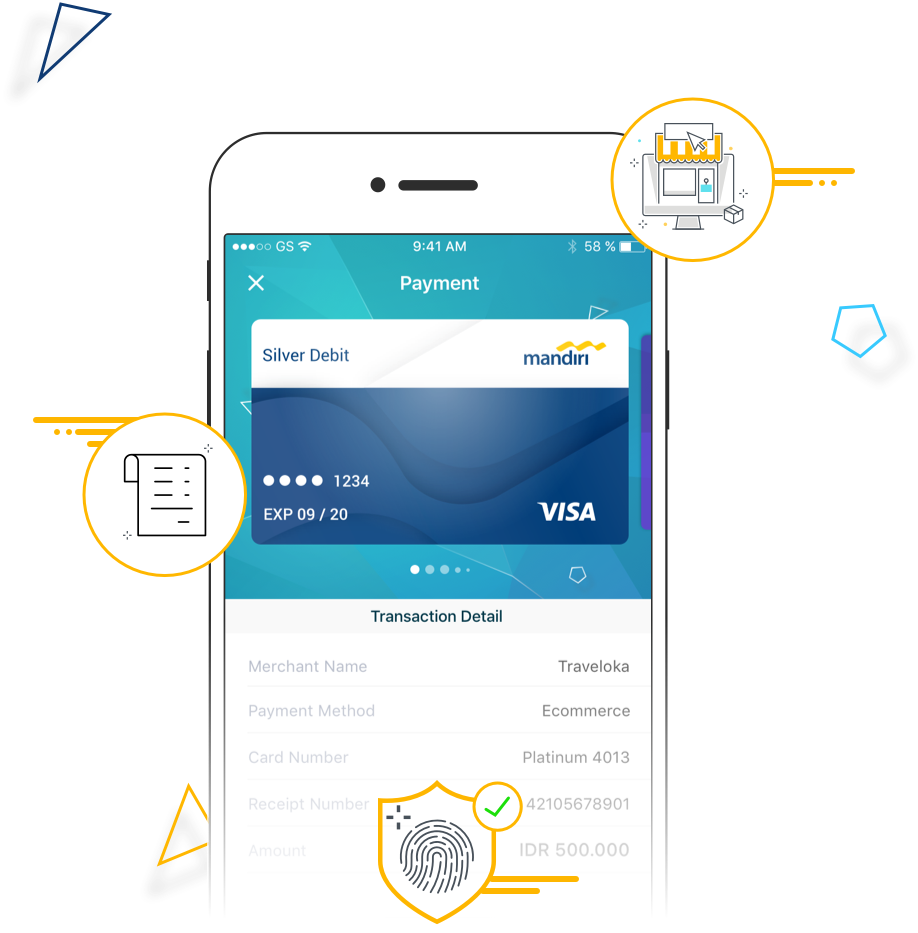 GS 9:41 AM 58 %
Payment
Silver Debit mandiri
1234
EXP 09 / 20 VISA
Transaction Detail
Merchant Name Traveloka
Payment Method Ecommerce
Card Number Platinum 4013
Receipt Number 42105678901
Amount IDR 500.000